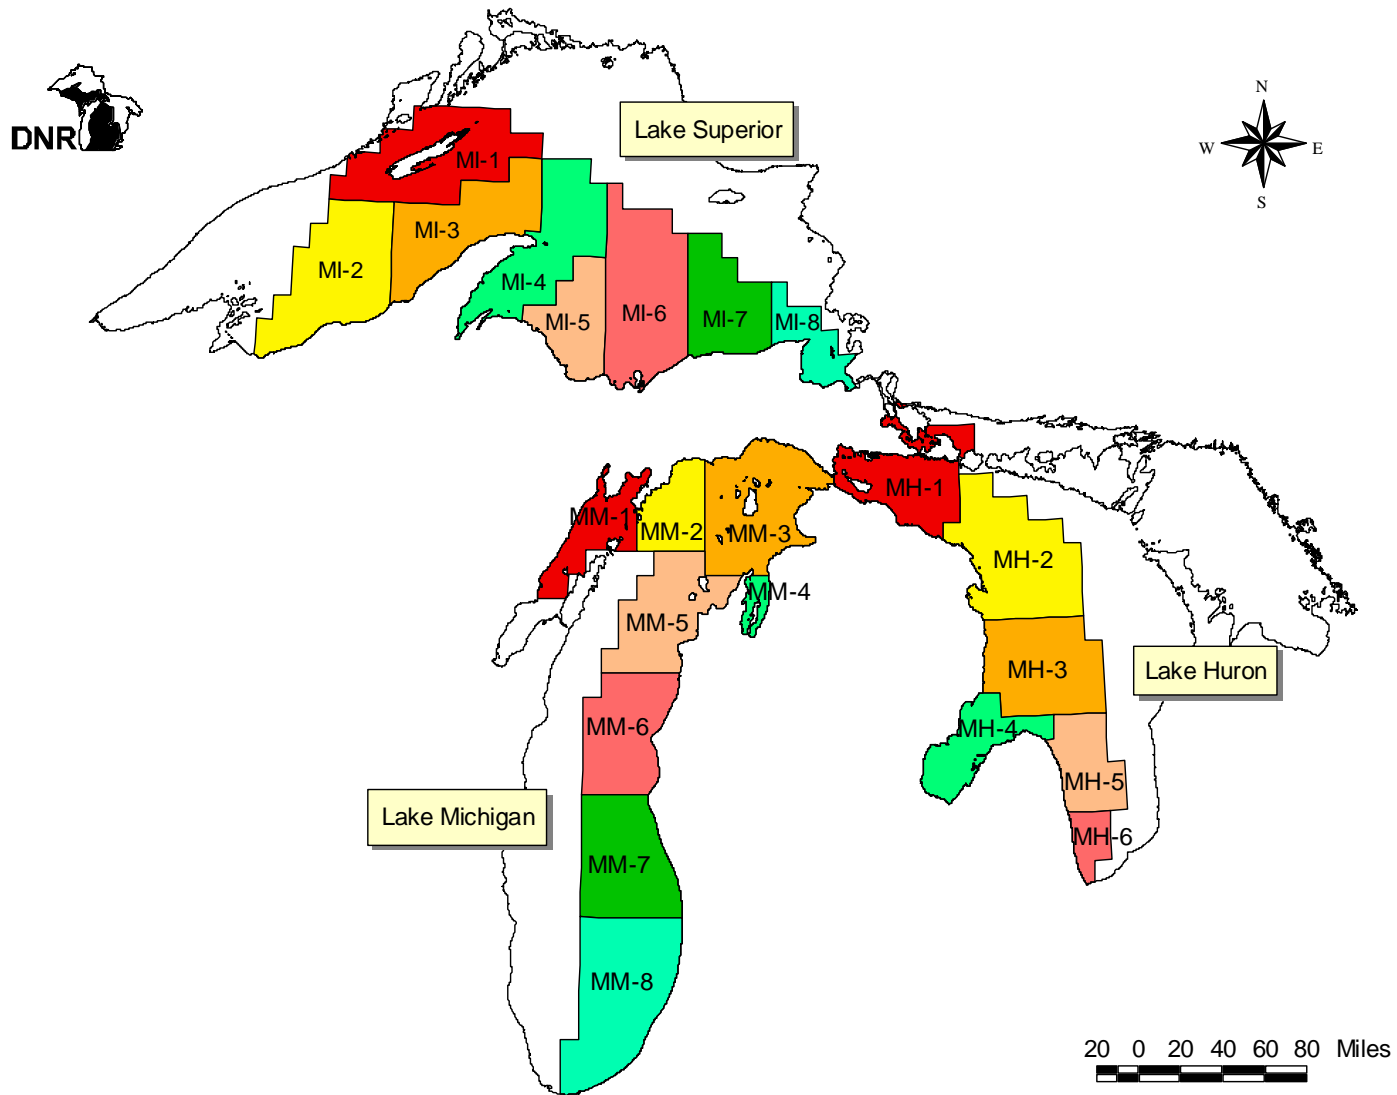 N
Lake Superior
DNR
W
E
MI-1
S
MI-3
MI-2
MI-4
MI-5
MI-6
MI-7
MI-8
MH-1
MM-1
MM-2
MM-3
MH-2
MM-4
MM-5
MH-3
Lake Huron
MM-6
MH-4
MH-5
Lake Michigan
MH-6
MM-7
MM-8
20 0 20 40 60 80 Miles